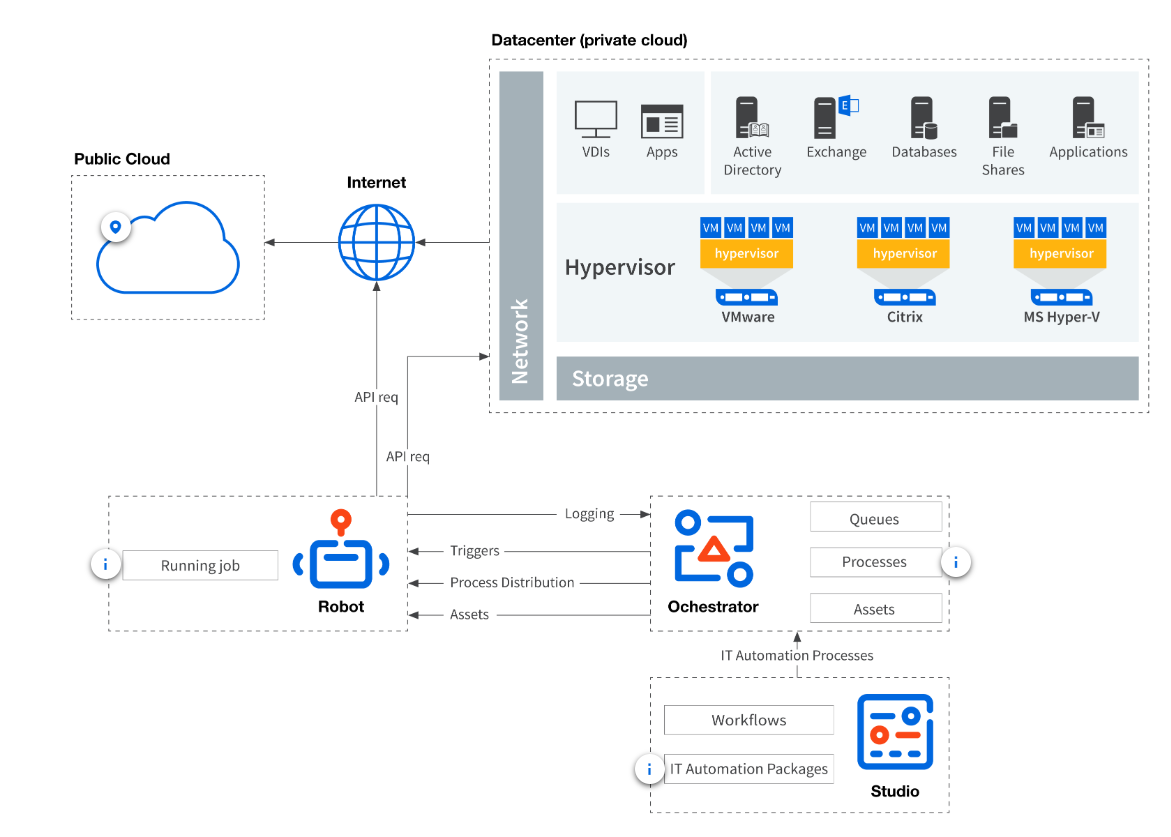 Datacenter (private cloud)
VDIs
Apps
Active
Directory
Exchange
E
Databases
File
Shares
Applications
Public Cloud
Internet
Network
Hypervisor
VM VM VM VM
hypervisor
VMware
VM VM VM VM
hypervisor
Citrix
VM VM VM VM
hypervisor
MS Hyper-V
Storage
API req
API req
i
Running job
Robot
Logging
Triggers
Process Distribution
Assets
Ochestrator
Queues
Processes
i
Assets
IT Automation Processes
Workflows
i
IT Automation Packages
Studio